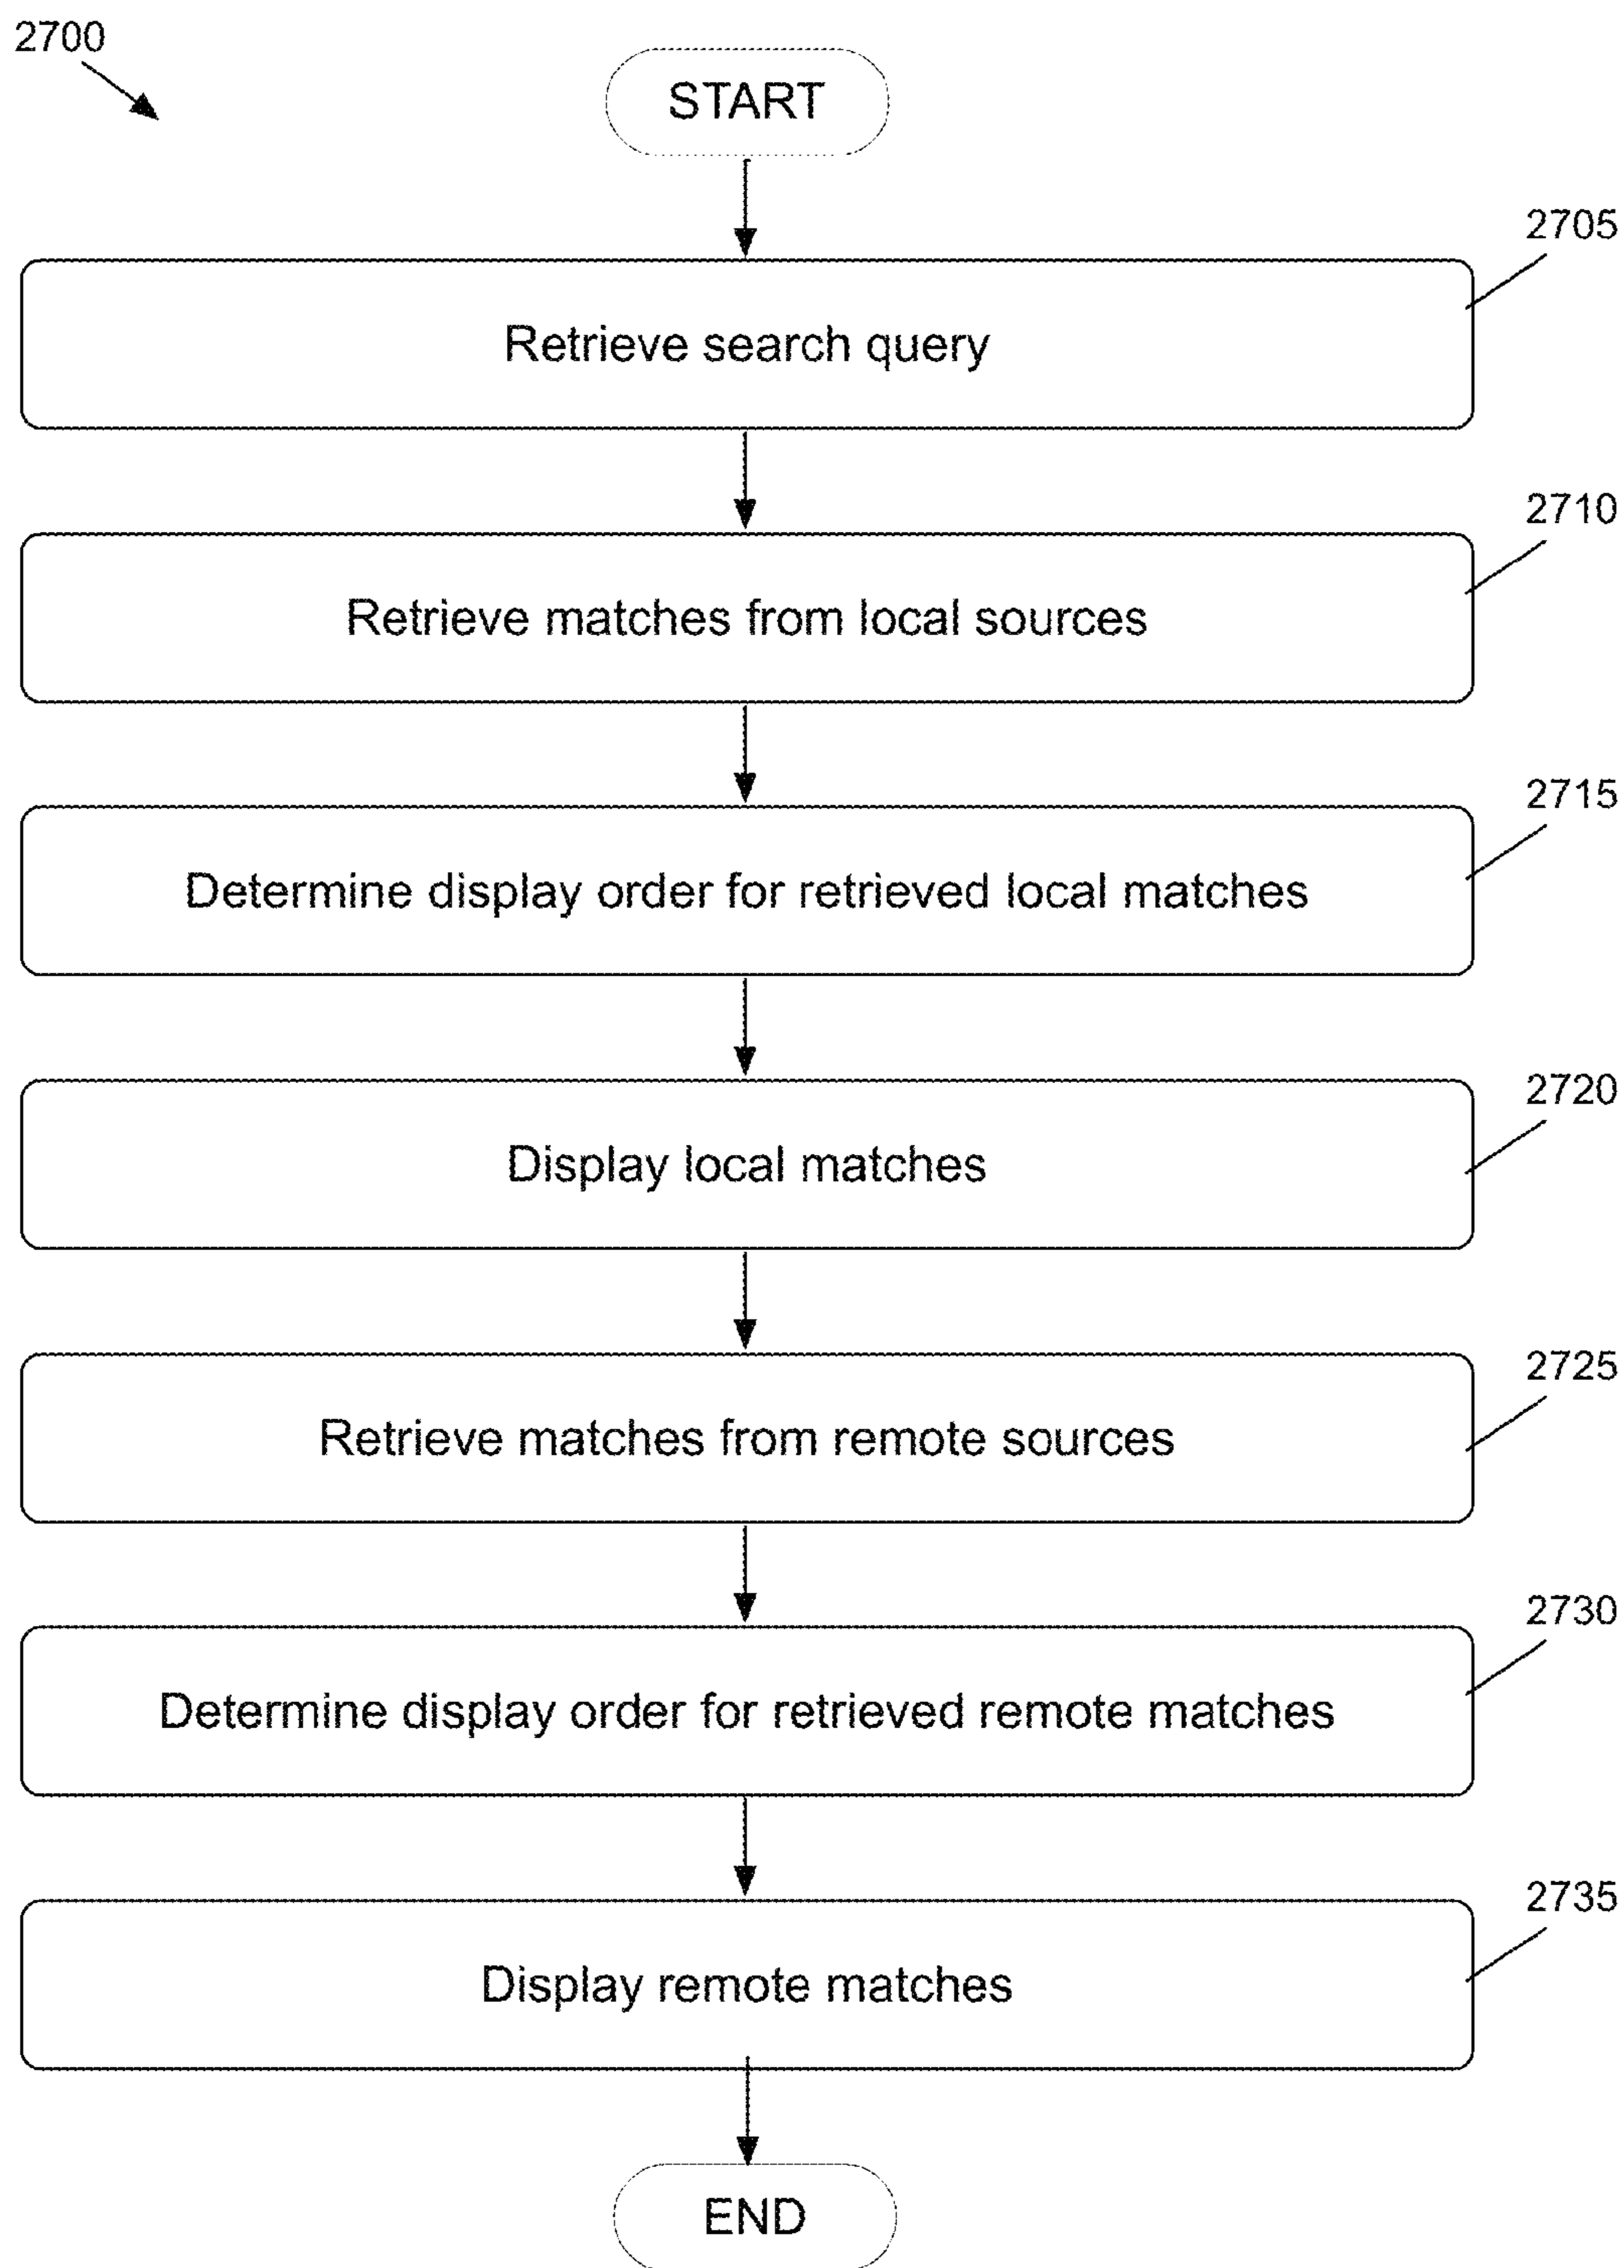 2700
START
2705
Retrieve search query
2710
Retrieve matches from local sources
2715
Determine display order for retrieved local matches
2720
Display local matches
2725
Retrieve matches from remote sources
2730
Determine display order for retrieved remote matches
2735
Display remote matches
END